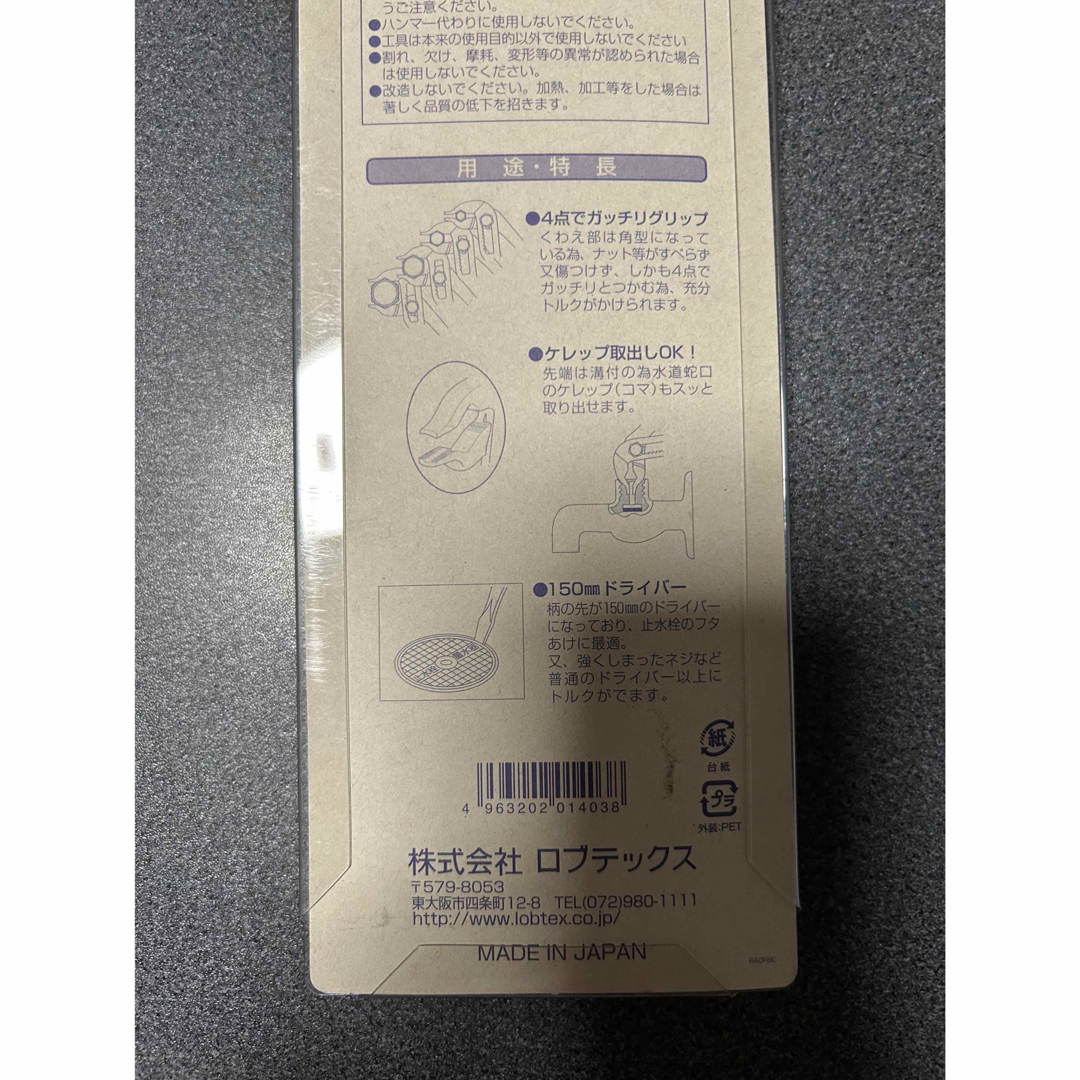 うご注意ください。
●ハンマー代わりに使用しないでください。
●工具は本来の使用目的以外で使用しないでください
●割れ、欠け、摩耗、変形等の異常が認められた場合
は使用しないでください。
●改造しないでください。加熱、加工等をした場合は
著しく品質の低下を招きます。
用途・特長
●4点でガッチリグリップ
くわえ部は角型になって
いる為、ナット等がすべらず
又傷つけず、しかも4点で
ガッチリとつかむ為、充分
トルクがかけられます。
●ケレップ取出しOK！
先端は溝付の為水道蛇口
のケレップ(コマ)もスッと
取り出せます。
●150㎜ドライバー
柄の先が150㎜のドライバー
になっており、止水栓のフタ
あけに最適。
又、強くしまったネジなど
普通のドライバー以上に
トルクがでます。
紙
台紙
プラ
外装:PET
4 963202 014038
株式会社 ロブテックス
〒579-8053
東大阪市四条町12-8 TEL(072)980-1111
http://www.lobtex.co.jp/
MADE IN JAPAN